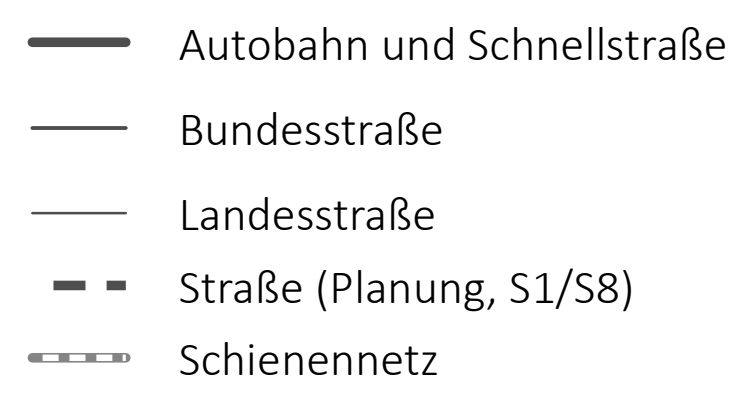 Autobahn und Schnellstraße
Bundesstraße
Landesstraße
Straße (Planung, S1/S8)
Schienennetz